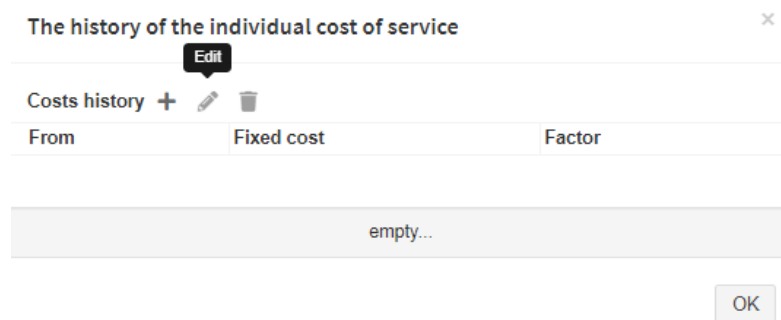 The history of the individual cost of service
×
Edit
Costs history
From Fixed cost Factor
empty...
OK